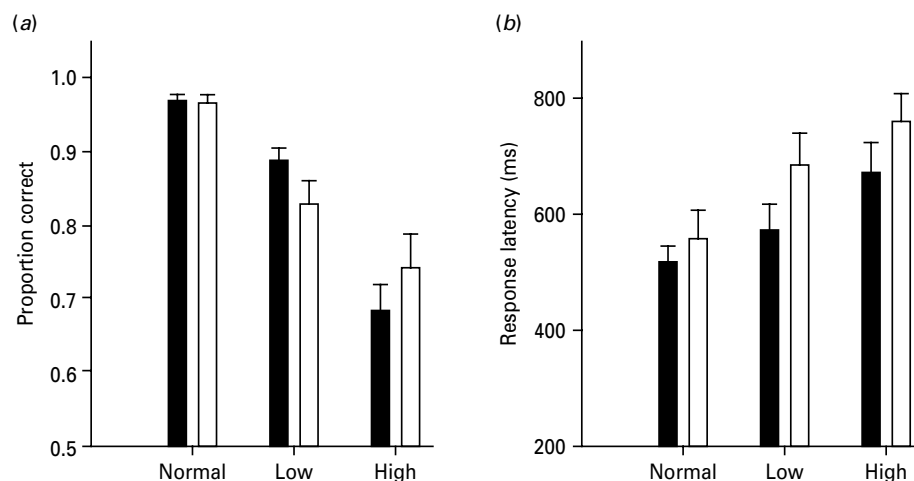 (a)
Proportion correct
1.0
0.9
0.8
0.7
0.6
0.5
Normal Low High
(b)
Response latency (ms)
800
600
400
200
Normal Low High